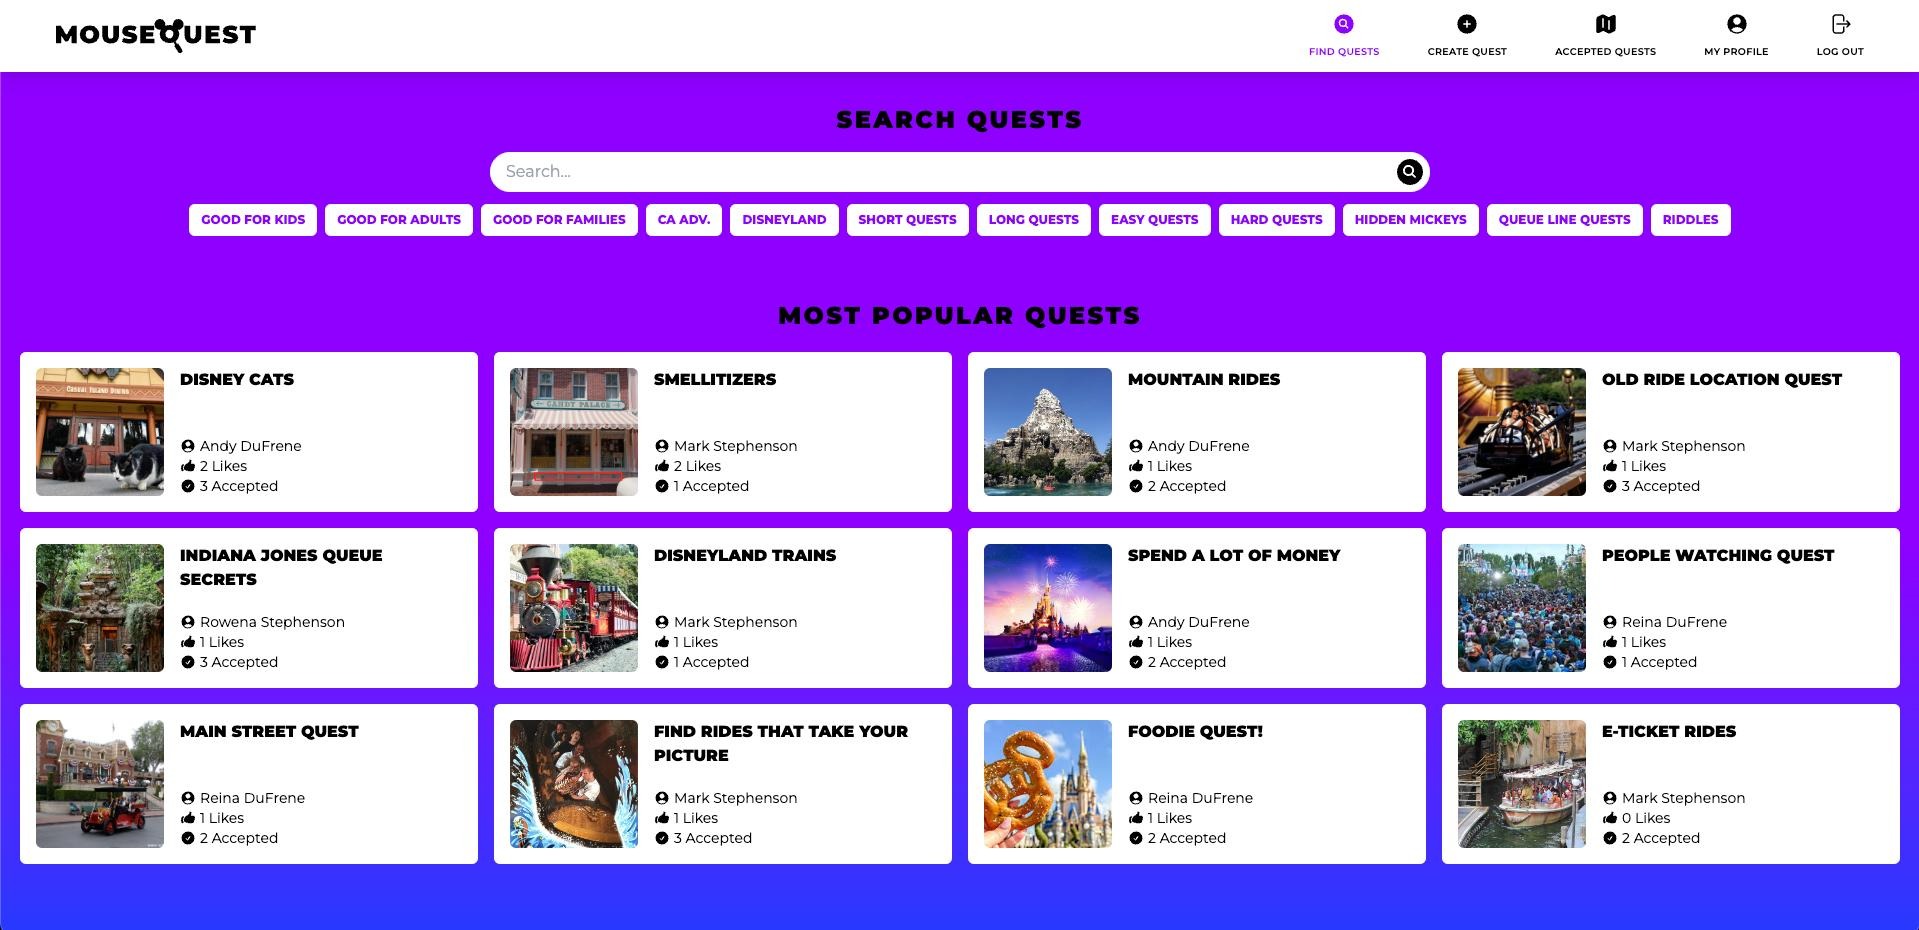 MOUSEQUEST
FIND QUESTS
CREATE QUEST
ACCEPTED QUESTS
MY PROFILE
LOG OUT
SEARCH QUESTS
Search...
GOOD FOR KIDS
GOOD FOR ADULTS
GOOD FOR FAMILIES
CA ADV.
DISNEYLAND
SHORT QUESTS
LONG QUESTS
EASY QUESTS
HARD QUESTS
HIDDEN MICKEYS
QUEUE LINE QUESTS
RIDDLES
MOST POPULAR QUESTS
CASUAL ISLAND DINING
DISNEY CATS
Andy DuFrene
2 Likes
3 Accepted
CANDY PALACE
SMELLITIZERS
Mark Stephenson
2 Likes
1 Accepted
MOUNTAIN RIDES
Andy DuFrene
1 Likes
2 Accepted
OLD RIDE LOCATION QUEST
Mark Stephenson
1 Likes
3 Accepted
INDIANA JONES QUEUE
SECRETS
Rowena Stephenson
1 Likes
3 Accepted
DISNEYLAND TRAINS
Mark Stephenson
1 Likes
1 Accepted
SPEND A LOT OF MONEY
Andy DuFrene
1 Likes
2 Accepted
PEOPLE WATCHING QUEST
Reina DuFrene
1 Likes
1 Accepted
MAIN STREET QUEST
Reina DuFrene
1 Likes
2 Accepted
FIND RIDES THAT TAKE YOUR
PICTURE
Mark Stephenson
1 Likes
3 Accepted
FOODIE QUEST!
Reina DuFrene
1 Likes
2 Accepted
E-TICKET RIDES
Mark Stephenson
0 Likes
2 Accepted